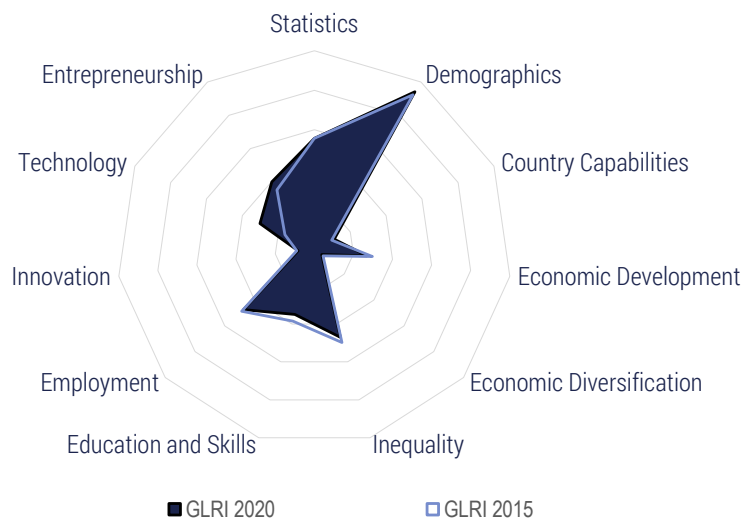 Statistics
Demographics
Country Capabilities
Economic Development
Economic Diversification
Inequality
Education and Skills
Employment
Innovation
Technology
Entrepreneurship
GLRI 2020
GLRI 2015